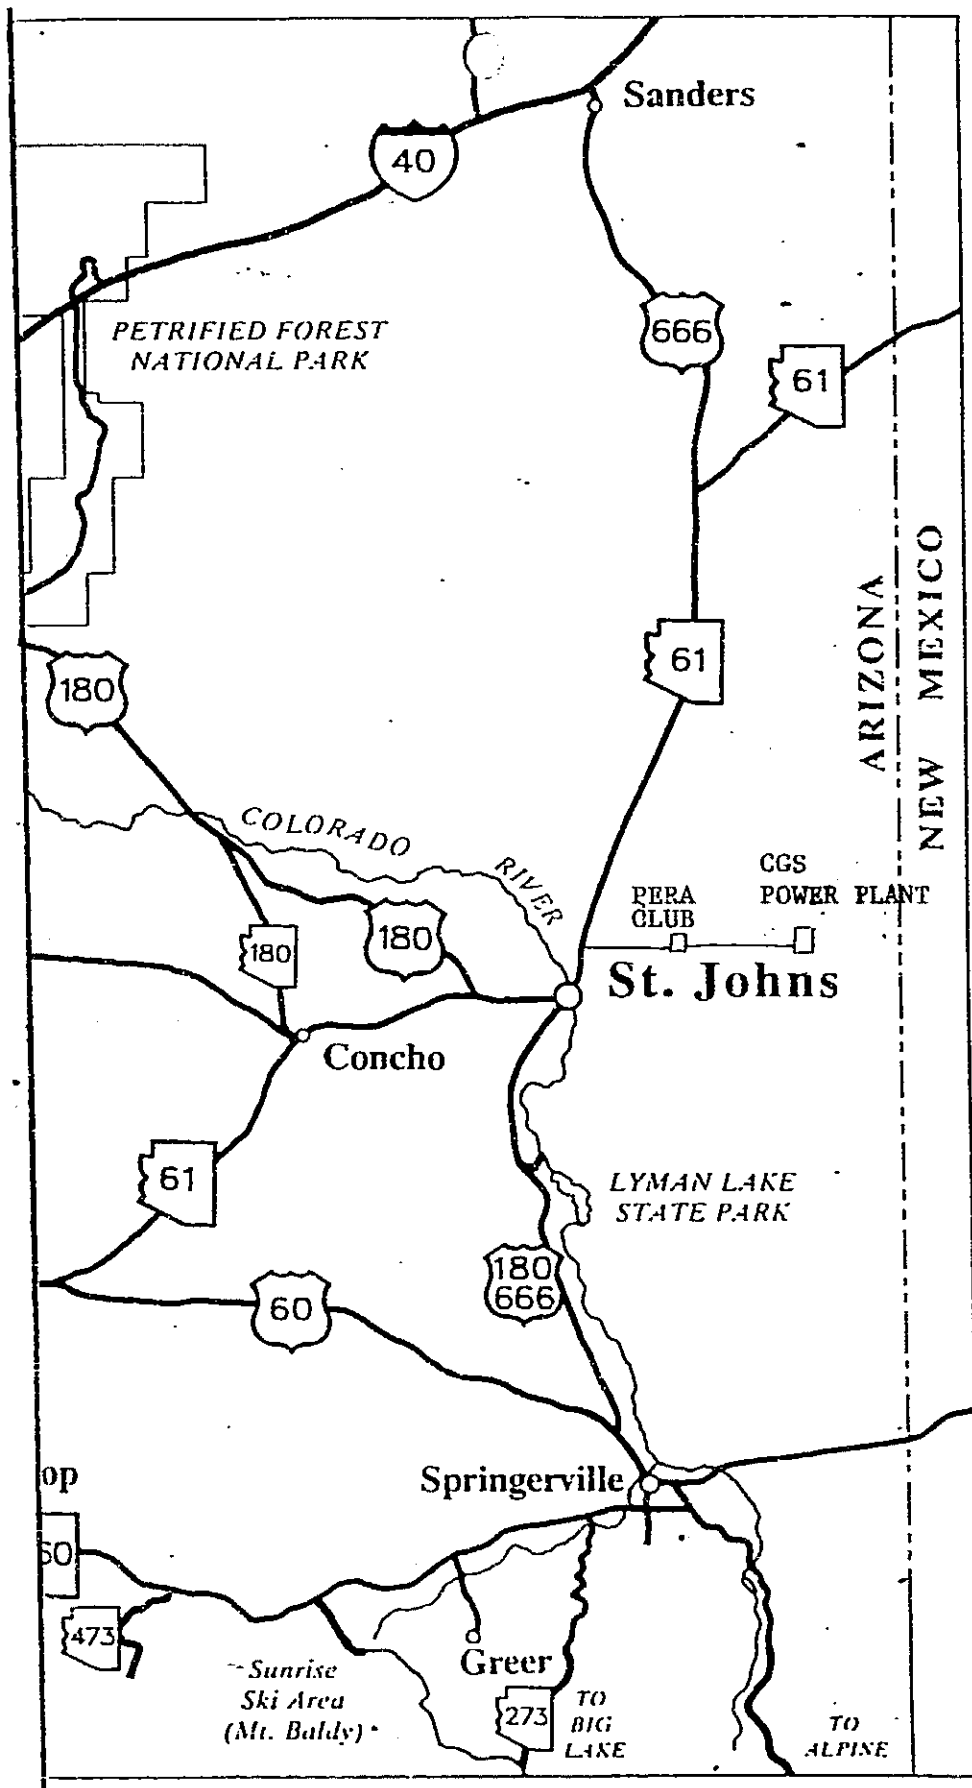 Sanders
40
PETRIFIED FOREST
NATIONAL PARK
666
61
ARIZONA
NEW MEXICO
61
180
COLORADO
RIVER
CGS
POWER PLANT
PERA
CLUB
180
180
St. Johns
Concho
61
LYMAN LAKE
STATE PARK
180
666
60
op
Springerville
60
473
Sunrise
Ski Area
(Mt. Baldy)
Greer
273
TO
BIG
LAKE
TO
ALPINE